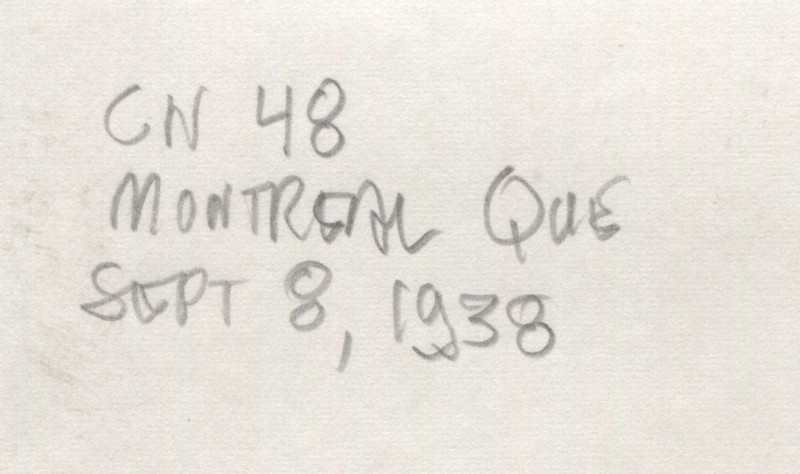 CN 48
MONTREAL QUE
SEPT 8, 1938